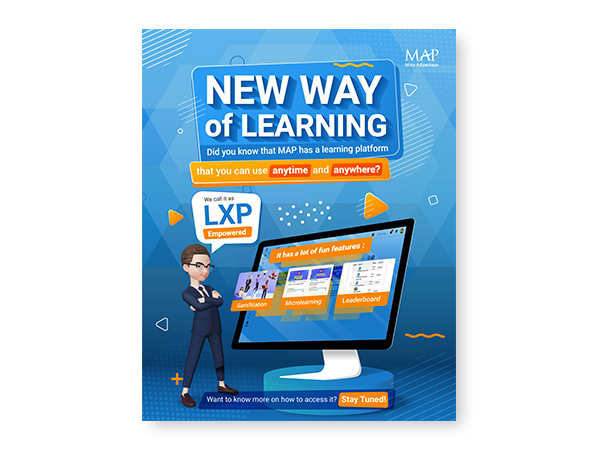 MAP
Mitra Adiperkasa
NEW WAY
of LEARNING
Did you know that MAP has a learning platform
that you can use anytime and anywhere?
We call it as
LXP
Empowered
it has a lot of fun features :
Gamification
Microlearning
Leaderboard
Want to know more on how to access it? Stay Tuned!